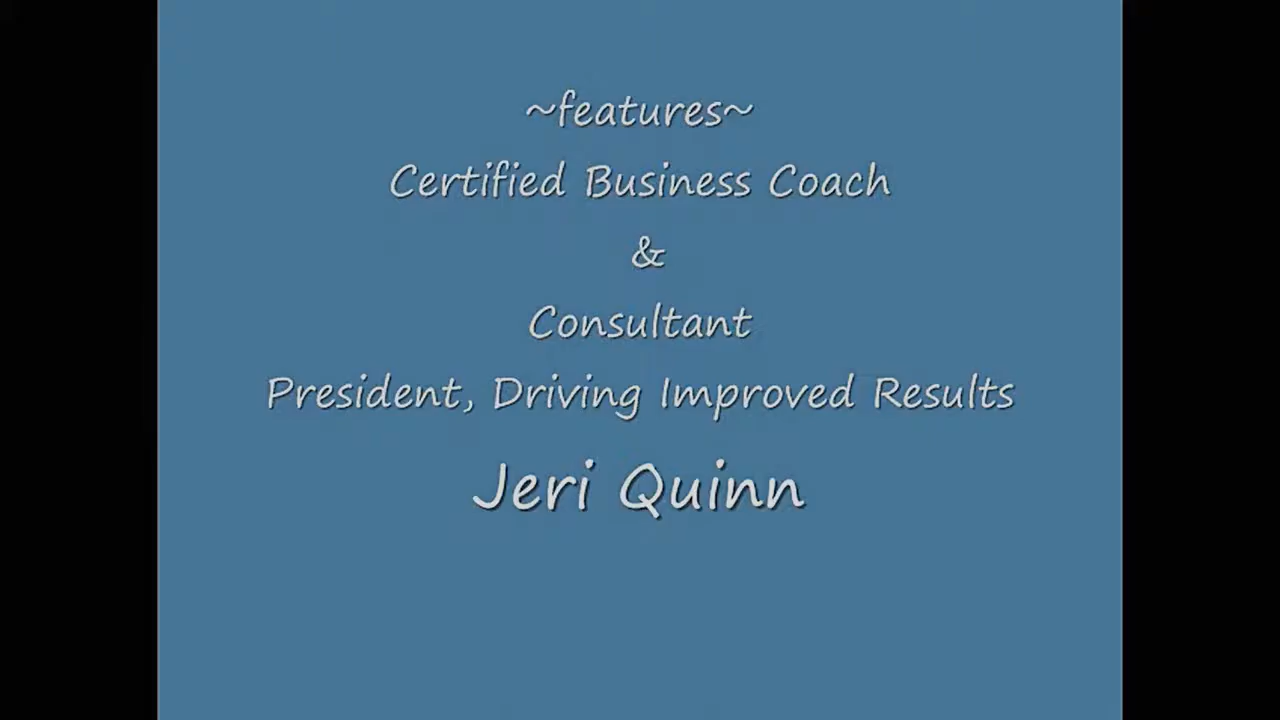 ~features~
Certified Business Coach
&
Consultant
President, Driving Improved Results
Jeri Quinn